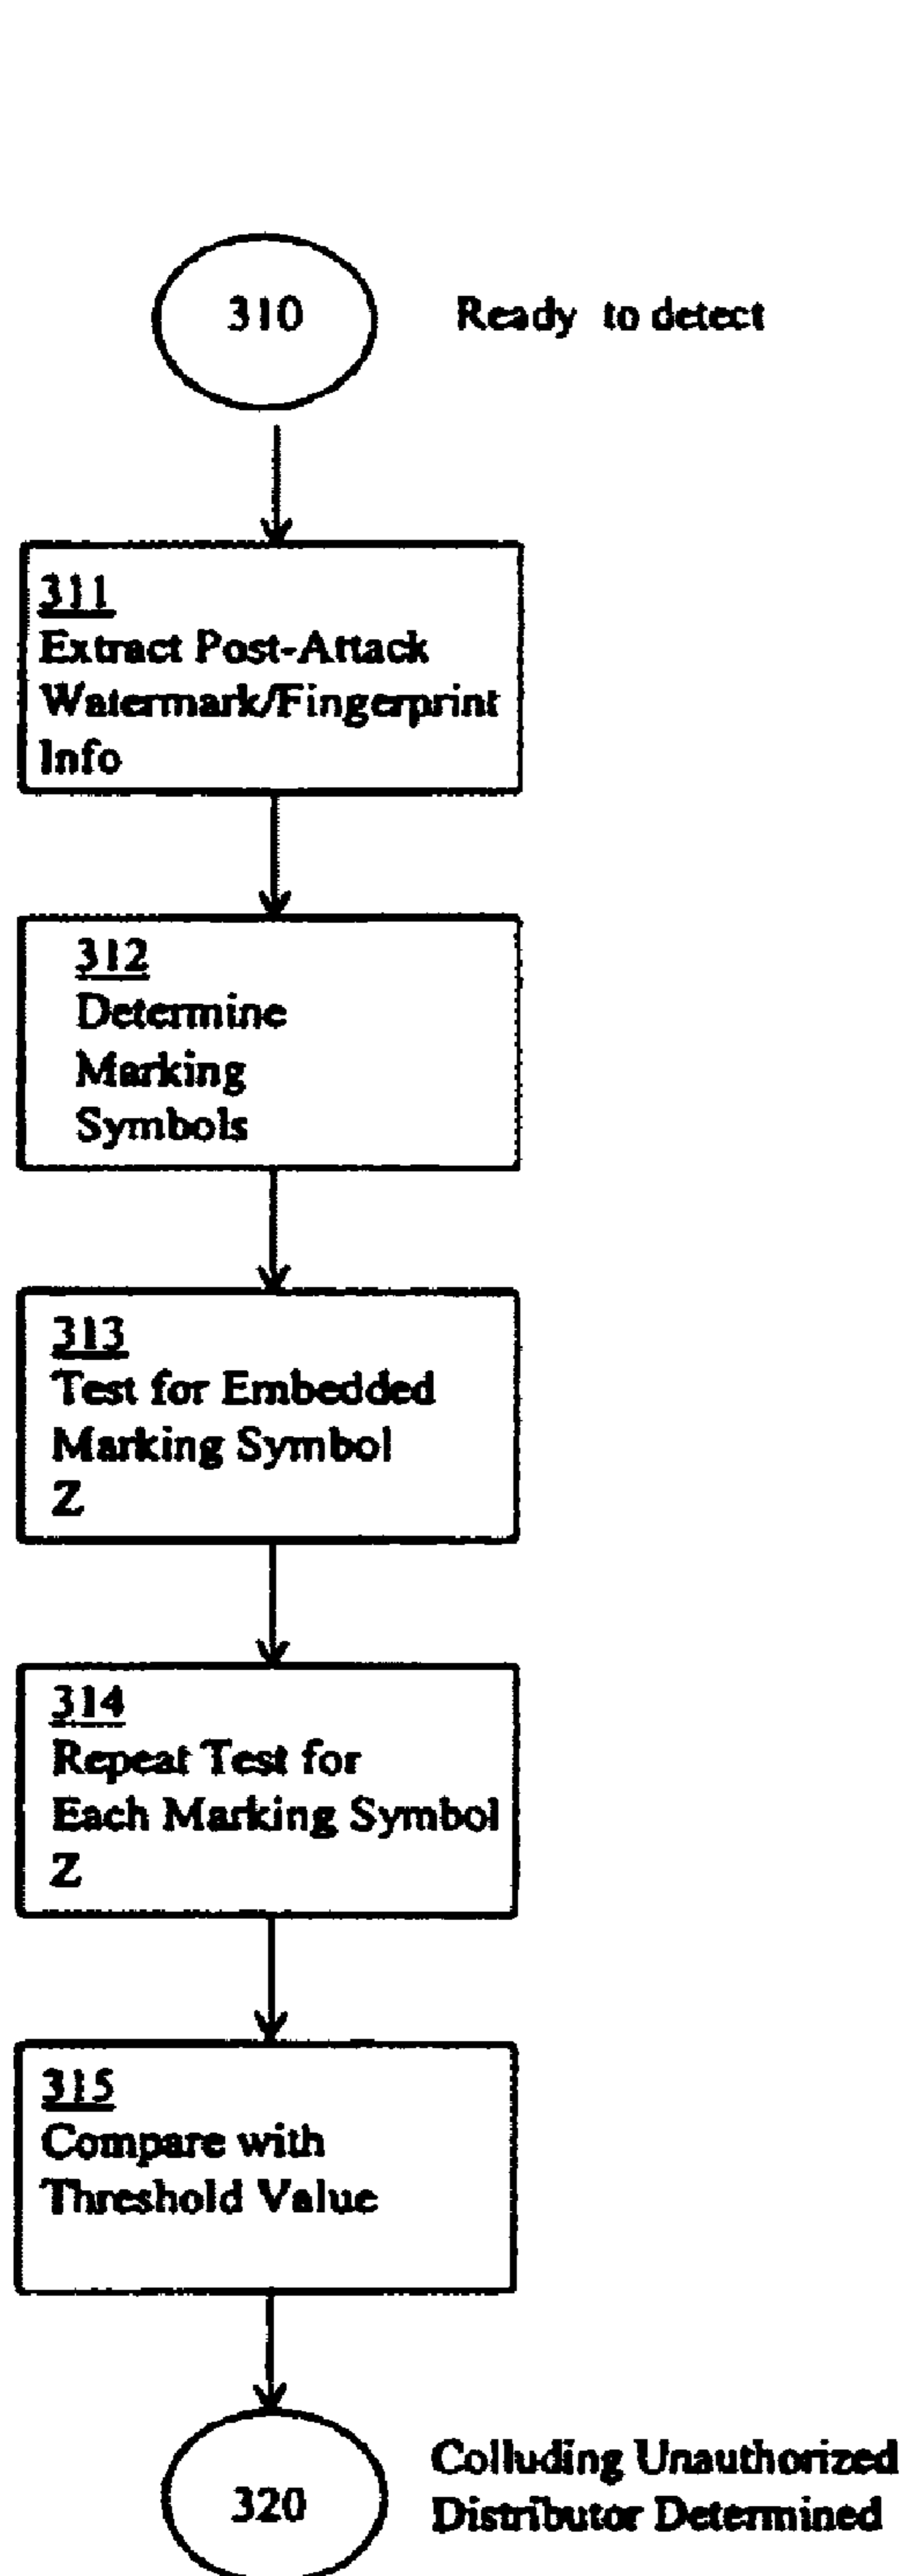 310
Ready to detect
311
Extract Post-Attack
Watermark/Fingerprint
Info
312
Determine
Marking
Symbols
313
Test for Embedded
Marking Symbol
Z
314
Repeat Test for
Each Marking Symbol
Z
315
Compare with
Threshold Value
320
Colluding Unauthorized
Distributor Determined